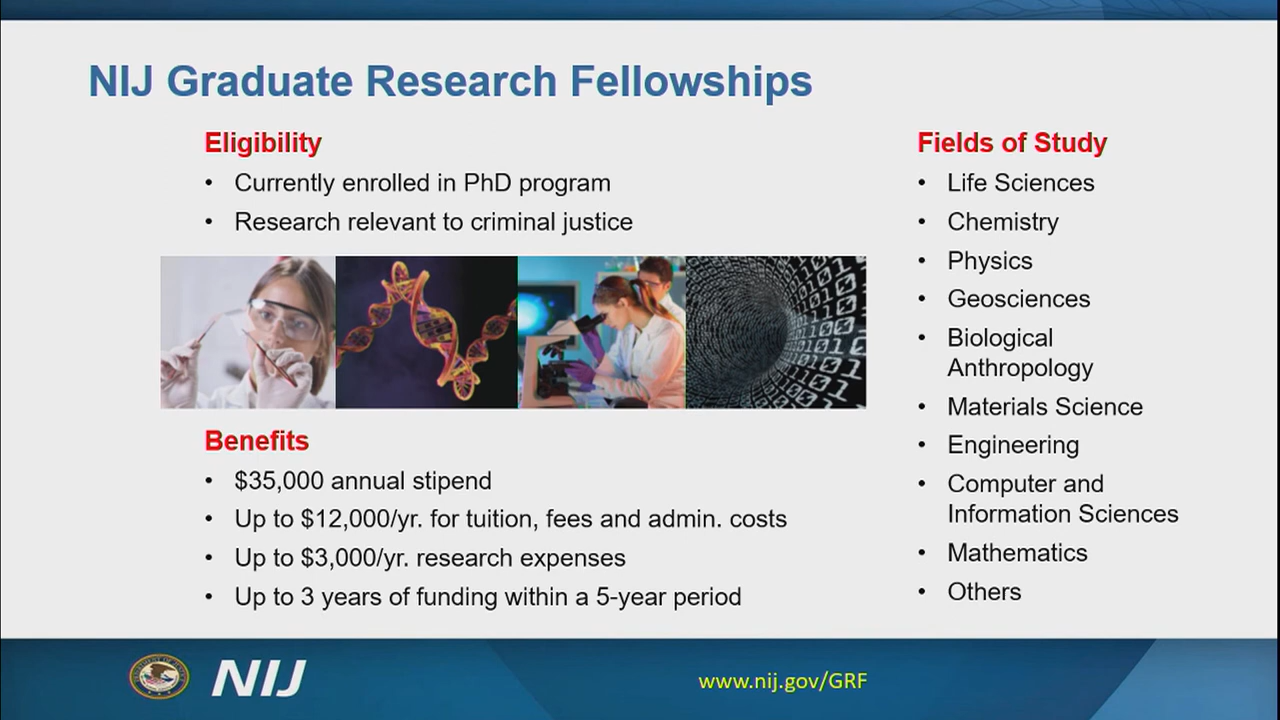 NIJ Graduate Research Fellowships
Eligibility
• Currently enrolled in PhD program
• Research relevant to criminal justice
Benefits
• $35,000 annual stipend
• Up to $12,000/yr. for tuition, fees and admin. costs
• Up to $3,000/yr. research expenses
• Up to 3 years of funding within a 5-year period
Fields of Study
• Life Sciences
• Chemistry
• Physics
• Geosciences
• Biological
Anthropology
• Materials Science
• Engineering
• Computer and
Information Sciences
• Mathematics
• Others
NIJ
www.nij.gov/GRF